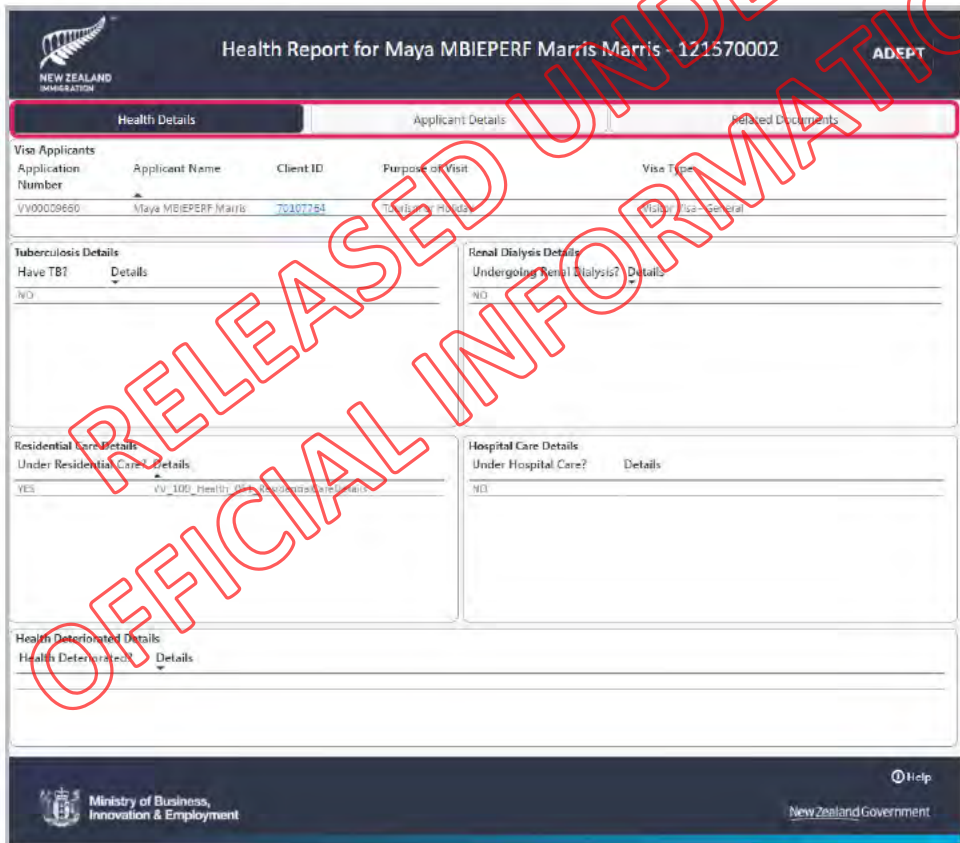 NEW ZEALAND
IMMIGRATION
Health Report for Maya MBIEPERF Marris Marris - 121570002
ADEPT
Health Details Applicant Details Related Documents
Visa Applicants
Application Number Applicant Name Client ID Purpose of Visit Visa Type
VV00009660 Maya MBIEPERF Marris 70107764 Tourism or Holiday Visitor Visa - General
Tuberculosis Details
Have TB? Details
NO
Renal Dialysis Details
Undergoing Renal Dialysis? Details
NO
Residential Care Details
Under Residential Care? Details
YES VV_100_Health_061_ResidentialCareDetails
Hospital Care Details
Under Hospital Care? Details
NO
Health Deteriorated Details
Health Deteriorated? Details
Ministry of Business,
Innovation & Employment
Help
New Zealand Government
RELEASED UNDE
OFFICIAL INFORMATIO